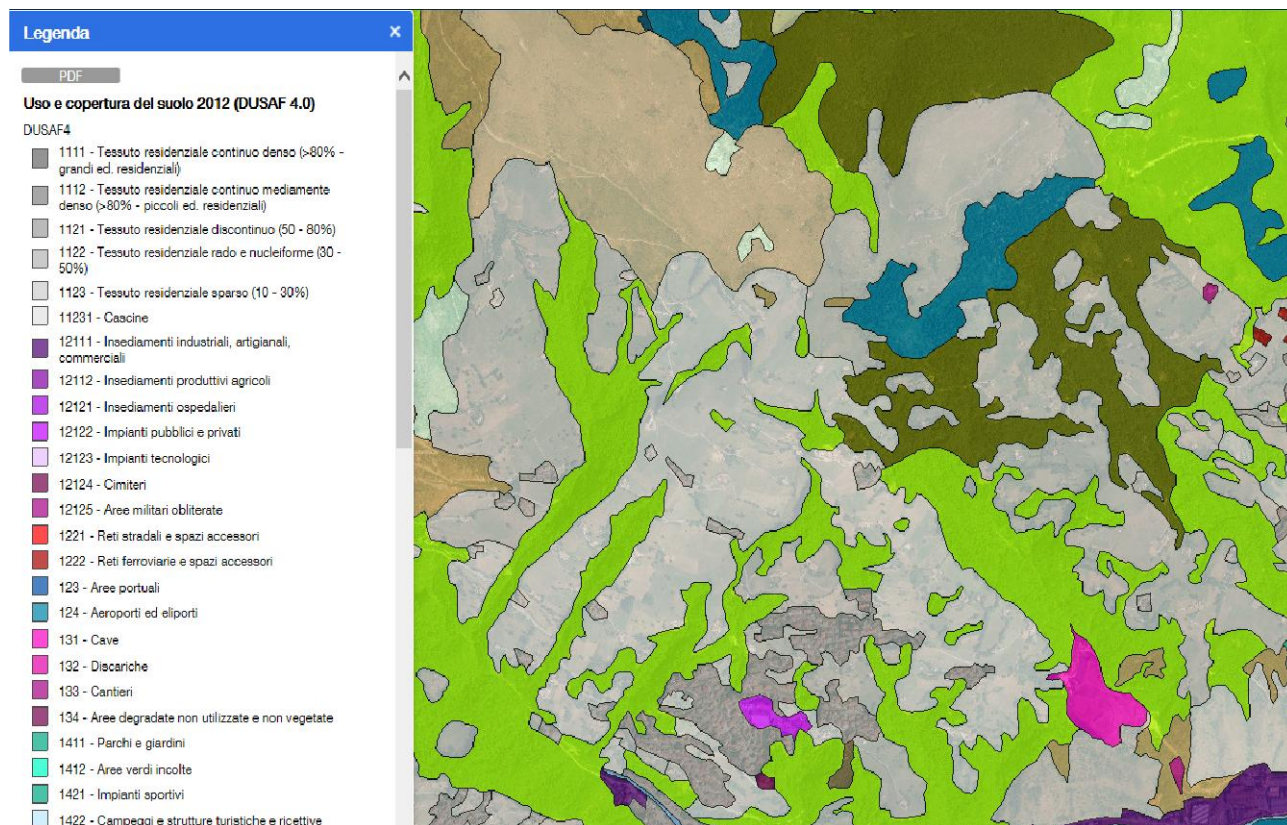 Legenda
PDF
Uso e copertura del suolo 2012 (DUSAF 4.0)
DUSAF4
1111 - Tessuto residenziale continuo denso (>80% -
grandi ed. residenziali)
1112 - Tessuto residenziale continuo mediamente
denso (>80% - piccoli ed. residenziali)
1121 - Tessuto residenziale discontinuo (50 - 80%)
1122 - Tessuto residenziale rado e nucleiforme (30 -
50%)
1123 - Tessuto residenziale sparso (10 - 30%)
11231 - Cascine
12111 - Insediamenti industriali, artigianali,
commerciali
12112 - Insediamenti produttivi agricoli
12121 - Insediamenti ospedalieri
12122 - Impianti pubblici e privati
12123 - Impianti tecnologici
12124 - Cimiteri
12125 - Aree militari obliterate
1221 - Reti stradali e spazi accessori
1222 - Reti ferroviarie e spazi accessori
123 - Aree portuali
124 - Aeroporti ed eliporti
131 - Cave
132 - Discariche
133 - Cantieri
134 - Aree degradate non utilizzate e non vegetate
1411 - Parchi e giardini
1412 - Aree verdi incolte
1421 - Impianti sportivi
1422 - Campeggi e strutture turistiche e ricettive